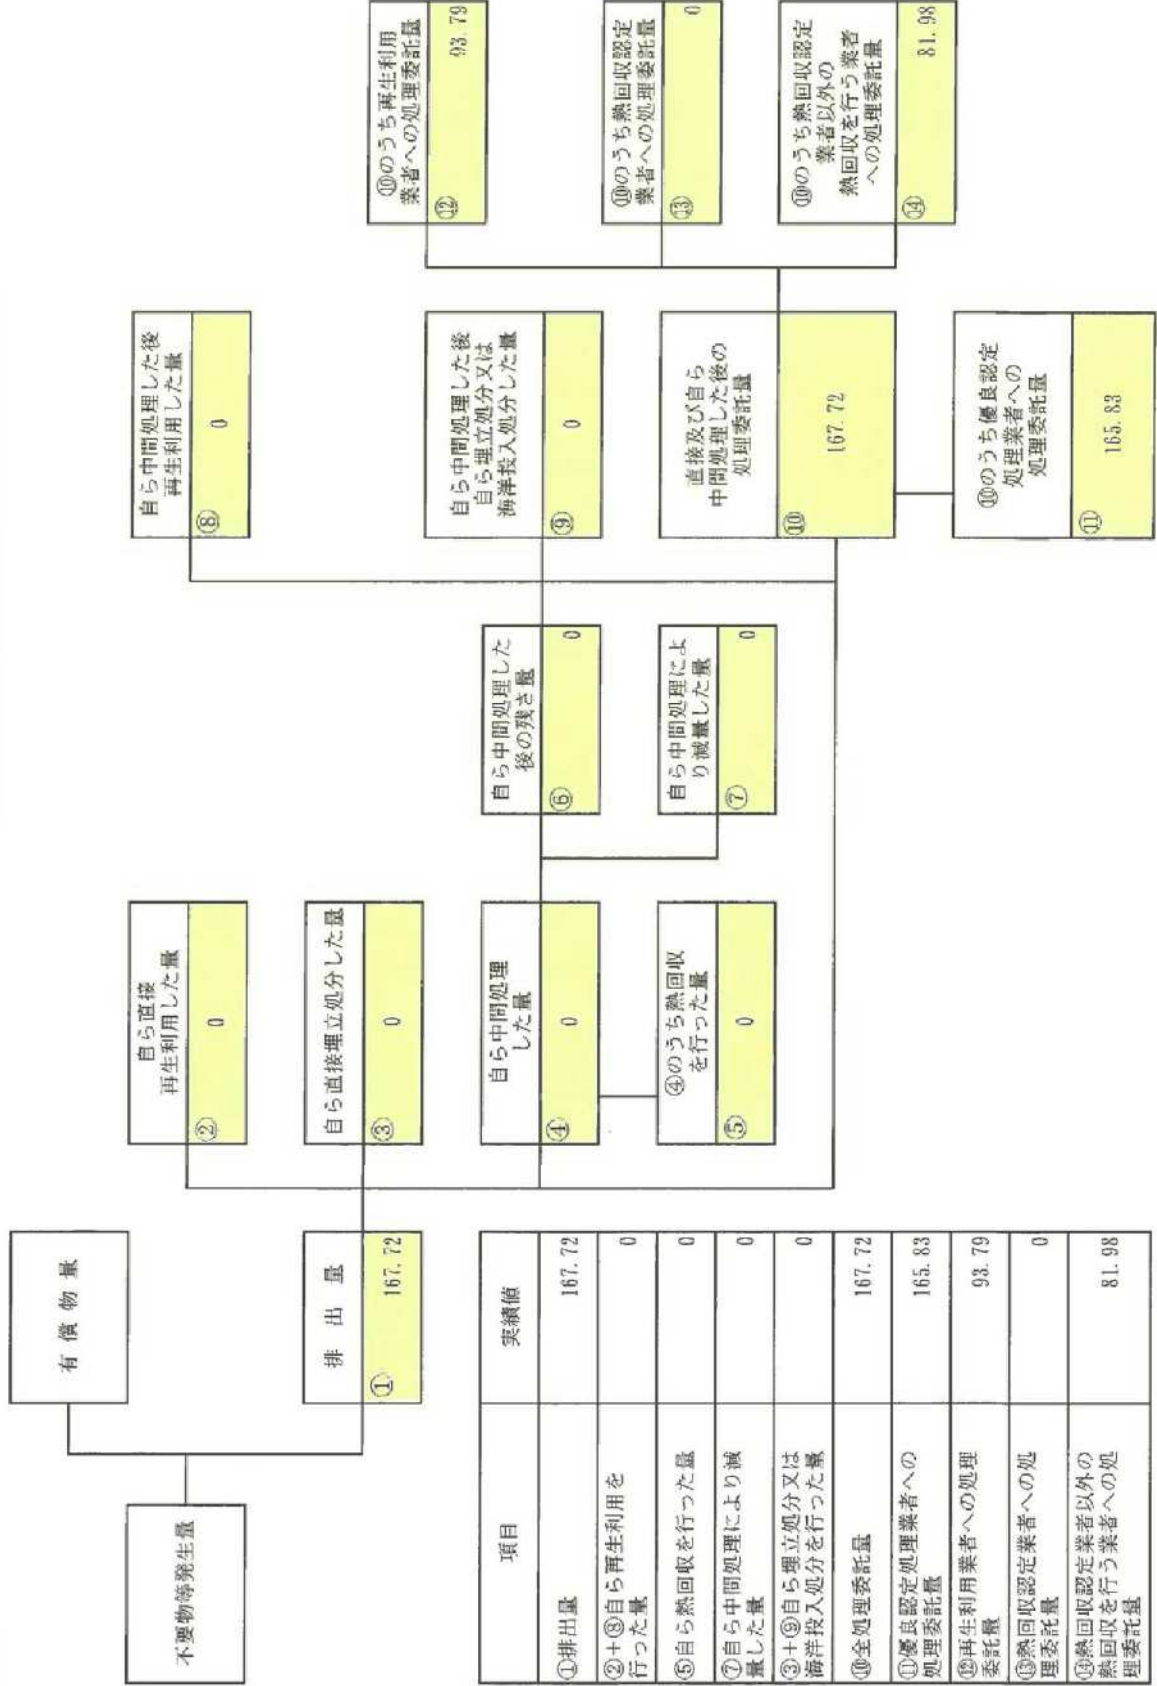 不要物等発生量
有 償 物 量
排 出 量
① 167.72
自ら直接
再生利用した量
② 0
自ら直接埋立処分した量
③ 0
自ら中間処理
した量
④ 0
④のうち熱回収
を行った量
⑤ 0
自ら中間処理した
後の残さ量
⑥ 0
自ら中間処理によ
り減量した量
⑦ 0
自ら中間処理した後
再生利用した量
⑧ 0
自ら中間処理した後
自ら埋立処分又は
海洋投入処分した量
⑨ 0
直接及び自ら
中間処理した後の
処理委託量
⑩ 167.72
⑩のうち優良認定
処理業者への
処理委託量
⑪ 165.83
⑩のうち再生利用
業者への処理委託量
⑫ 93.79
⑩のうち熱回収認定
業者への処理委託量
⑬ 0
⑩のうち熱回収認定
業者以外の
熱回収を行う業者
への処理委託量
⑭ 81.98
項目 実績値
①排出量 167.72
②+⑧自ら再生利用を
行った量 0
⑤自ら熱回収を行った量 0
⑦自ら中間処理により減
量した量 0
③+⑨自ら埋立処分又は
海洋投入処分を行った量 0
⑩全処理委託量 167.72
⑪優良認定処理業者への
処理委託量 165.83
⑫再生利用業者への処理
委託量 93.79
⑬熱回収認定業者への処
理委託量 0
⑭熱回収認定業者以外の
熱回収を行う業者への処
理委託量 81.98